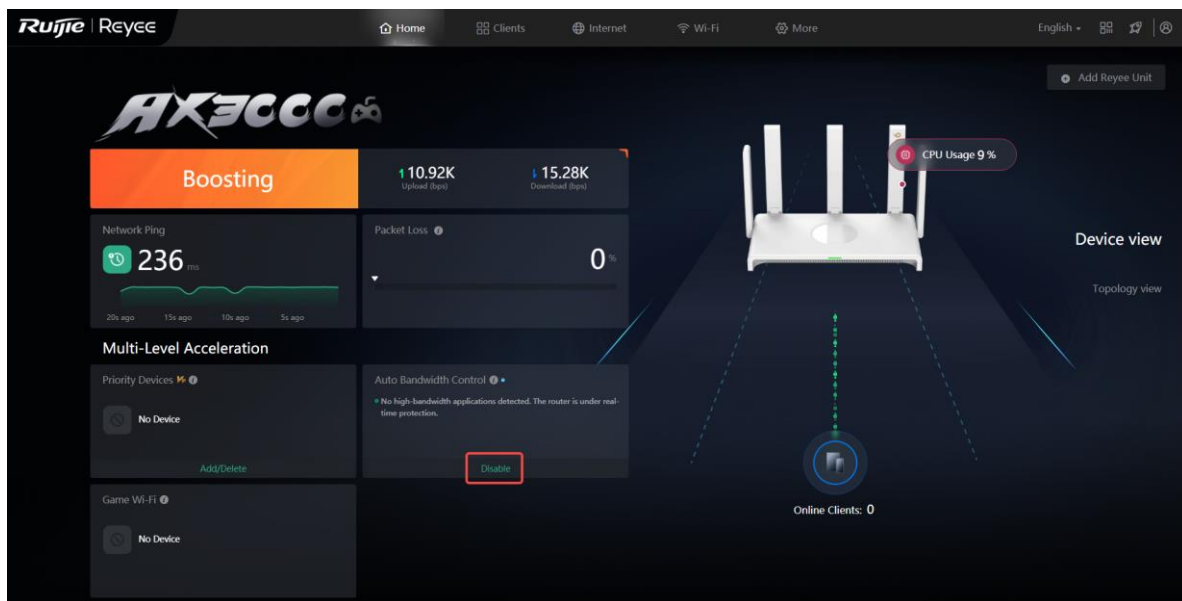 Ruijie | Reyee
Home
Clients
Internet
Wi-Fi
More
English
Add Reyee Unit
AX3000
Boosting
10.92K
Upload (bps)
15.28K
Download (bps)
CPU Usage 9 %
Network Ping
236 ms
20s ago 15s ago 10s ago 5s ago
Packet Loss
0 %
Device view
Topology view
Multi-Level Acceleration
Priority Devices
No Device
Add/Delete
Auto Bandwidth Control
No high-bandwidth applications detected. The router is under real-
time protection.
Disable
Game Wi-Fi
No Device
Online Clients: 0